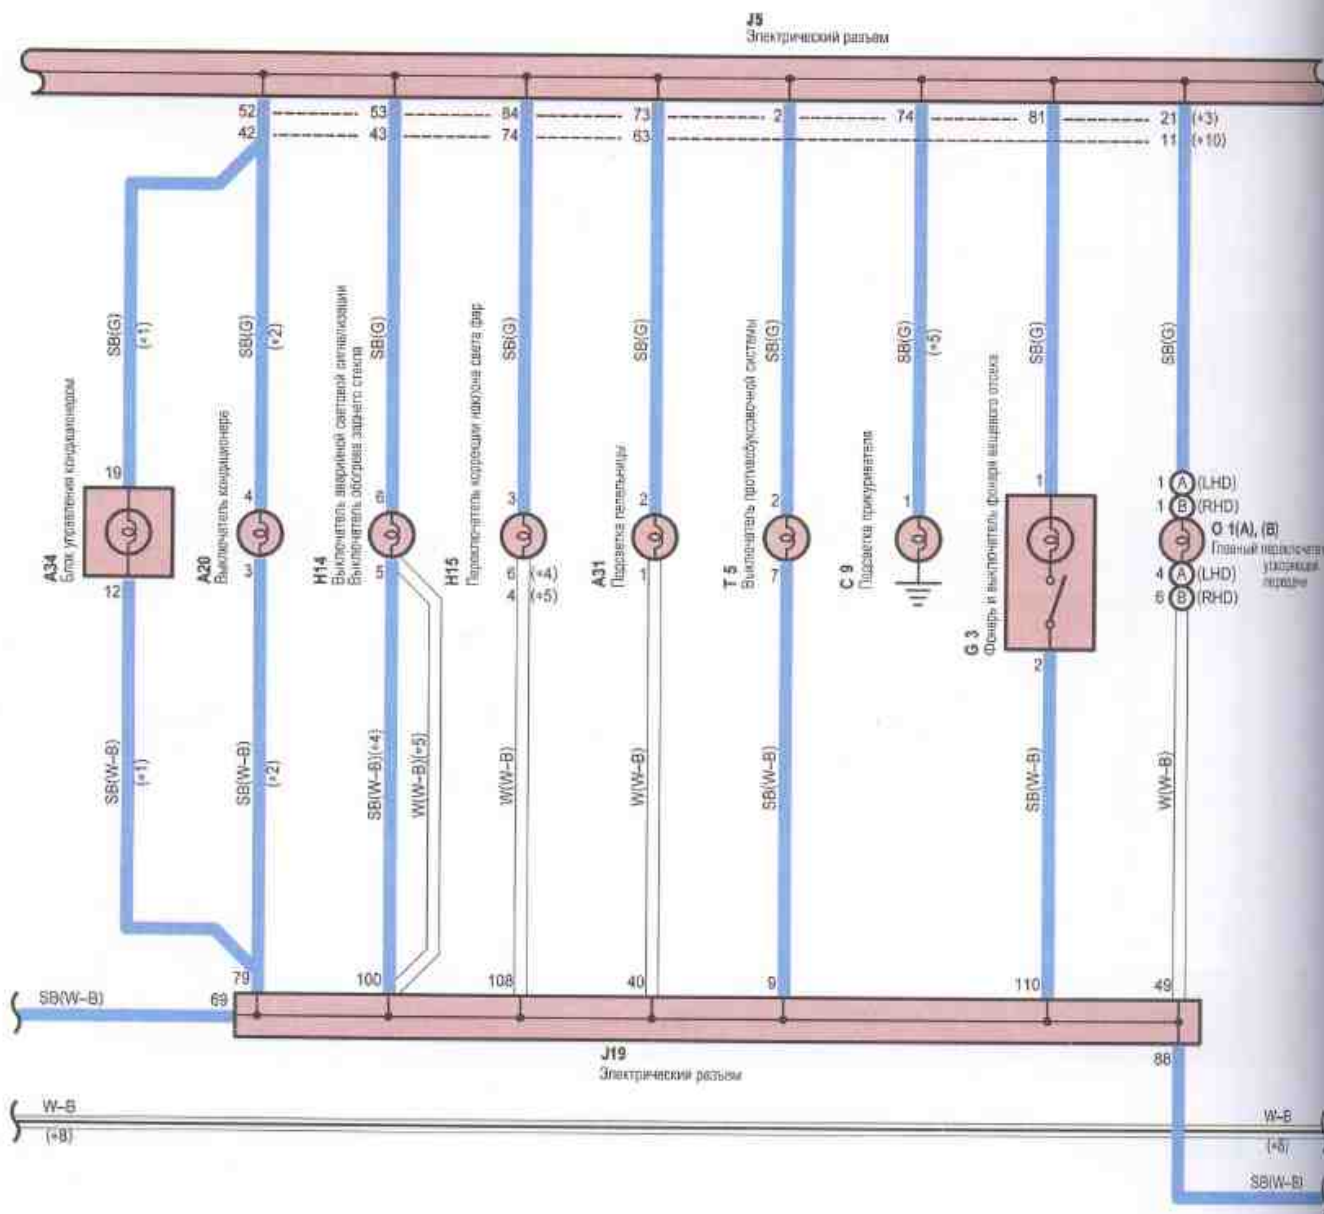 J5
Электрический разъем
52 53 84 73 2 74 81 21 (*3)
42 43 74 63 11 (*10)
SB(G)
(*1)
SB(G)
(*2)
SB(G)
SB(G)
SB(G)
SB(G)
SB(G)
(*5)
SB(G)
SB(G)
A34
Блок управления кондиционером
19
12
A20
Выключатель кондиционера
4
3
H14
Выключатель аварийной световой сигнализации
Выключатель обогрева заднего стекла
5
H15
Переключатель коррекции наклона света фар
3
6 (*4)
4 (*5)
A31
Подсветка пепельницы
2
1
T 5
Выключатель противобуксовочной системы
2
7
C 9
Подсветка прикуривателя
1
G 3
Фонарь и выключатель фонаря вещевого отсека
1
2
1 A (LHD)
1 B (RHD)
O 1(A), (B)
Главный переключатель
ускоряющей
передачи
4 A (LHD)
6 B (RHD)
SB(W–B)
(*1)
SB(W–B)
(*2)
SB(W–B)(*4)
W(W–B)(*5)
W(W–B)
W(W–B)
SB(W–B)
SB(W–B)
W(W–B)
79 100 108 40 9 110 49
SB(W–B) 69
J19
Электрический разъем
88
W–B
(*8)
W–B
SB(W–B)